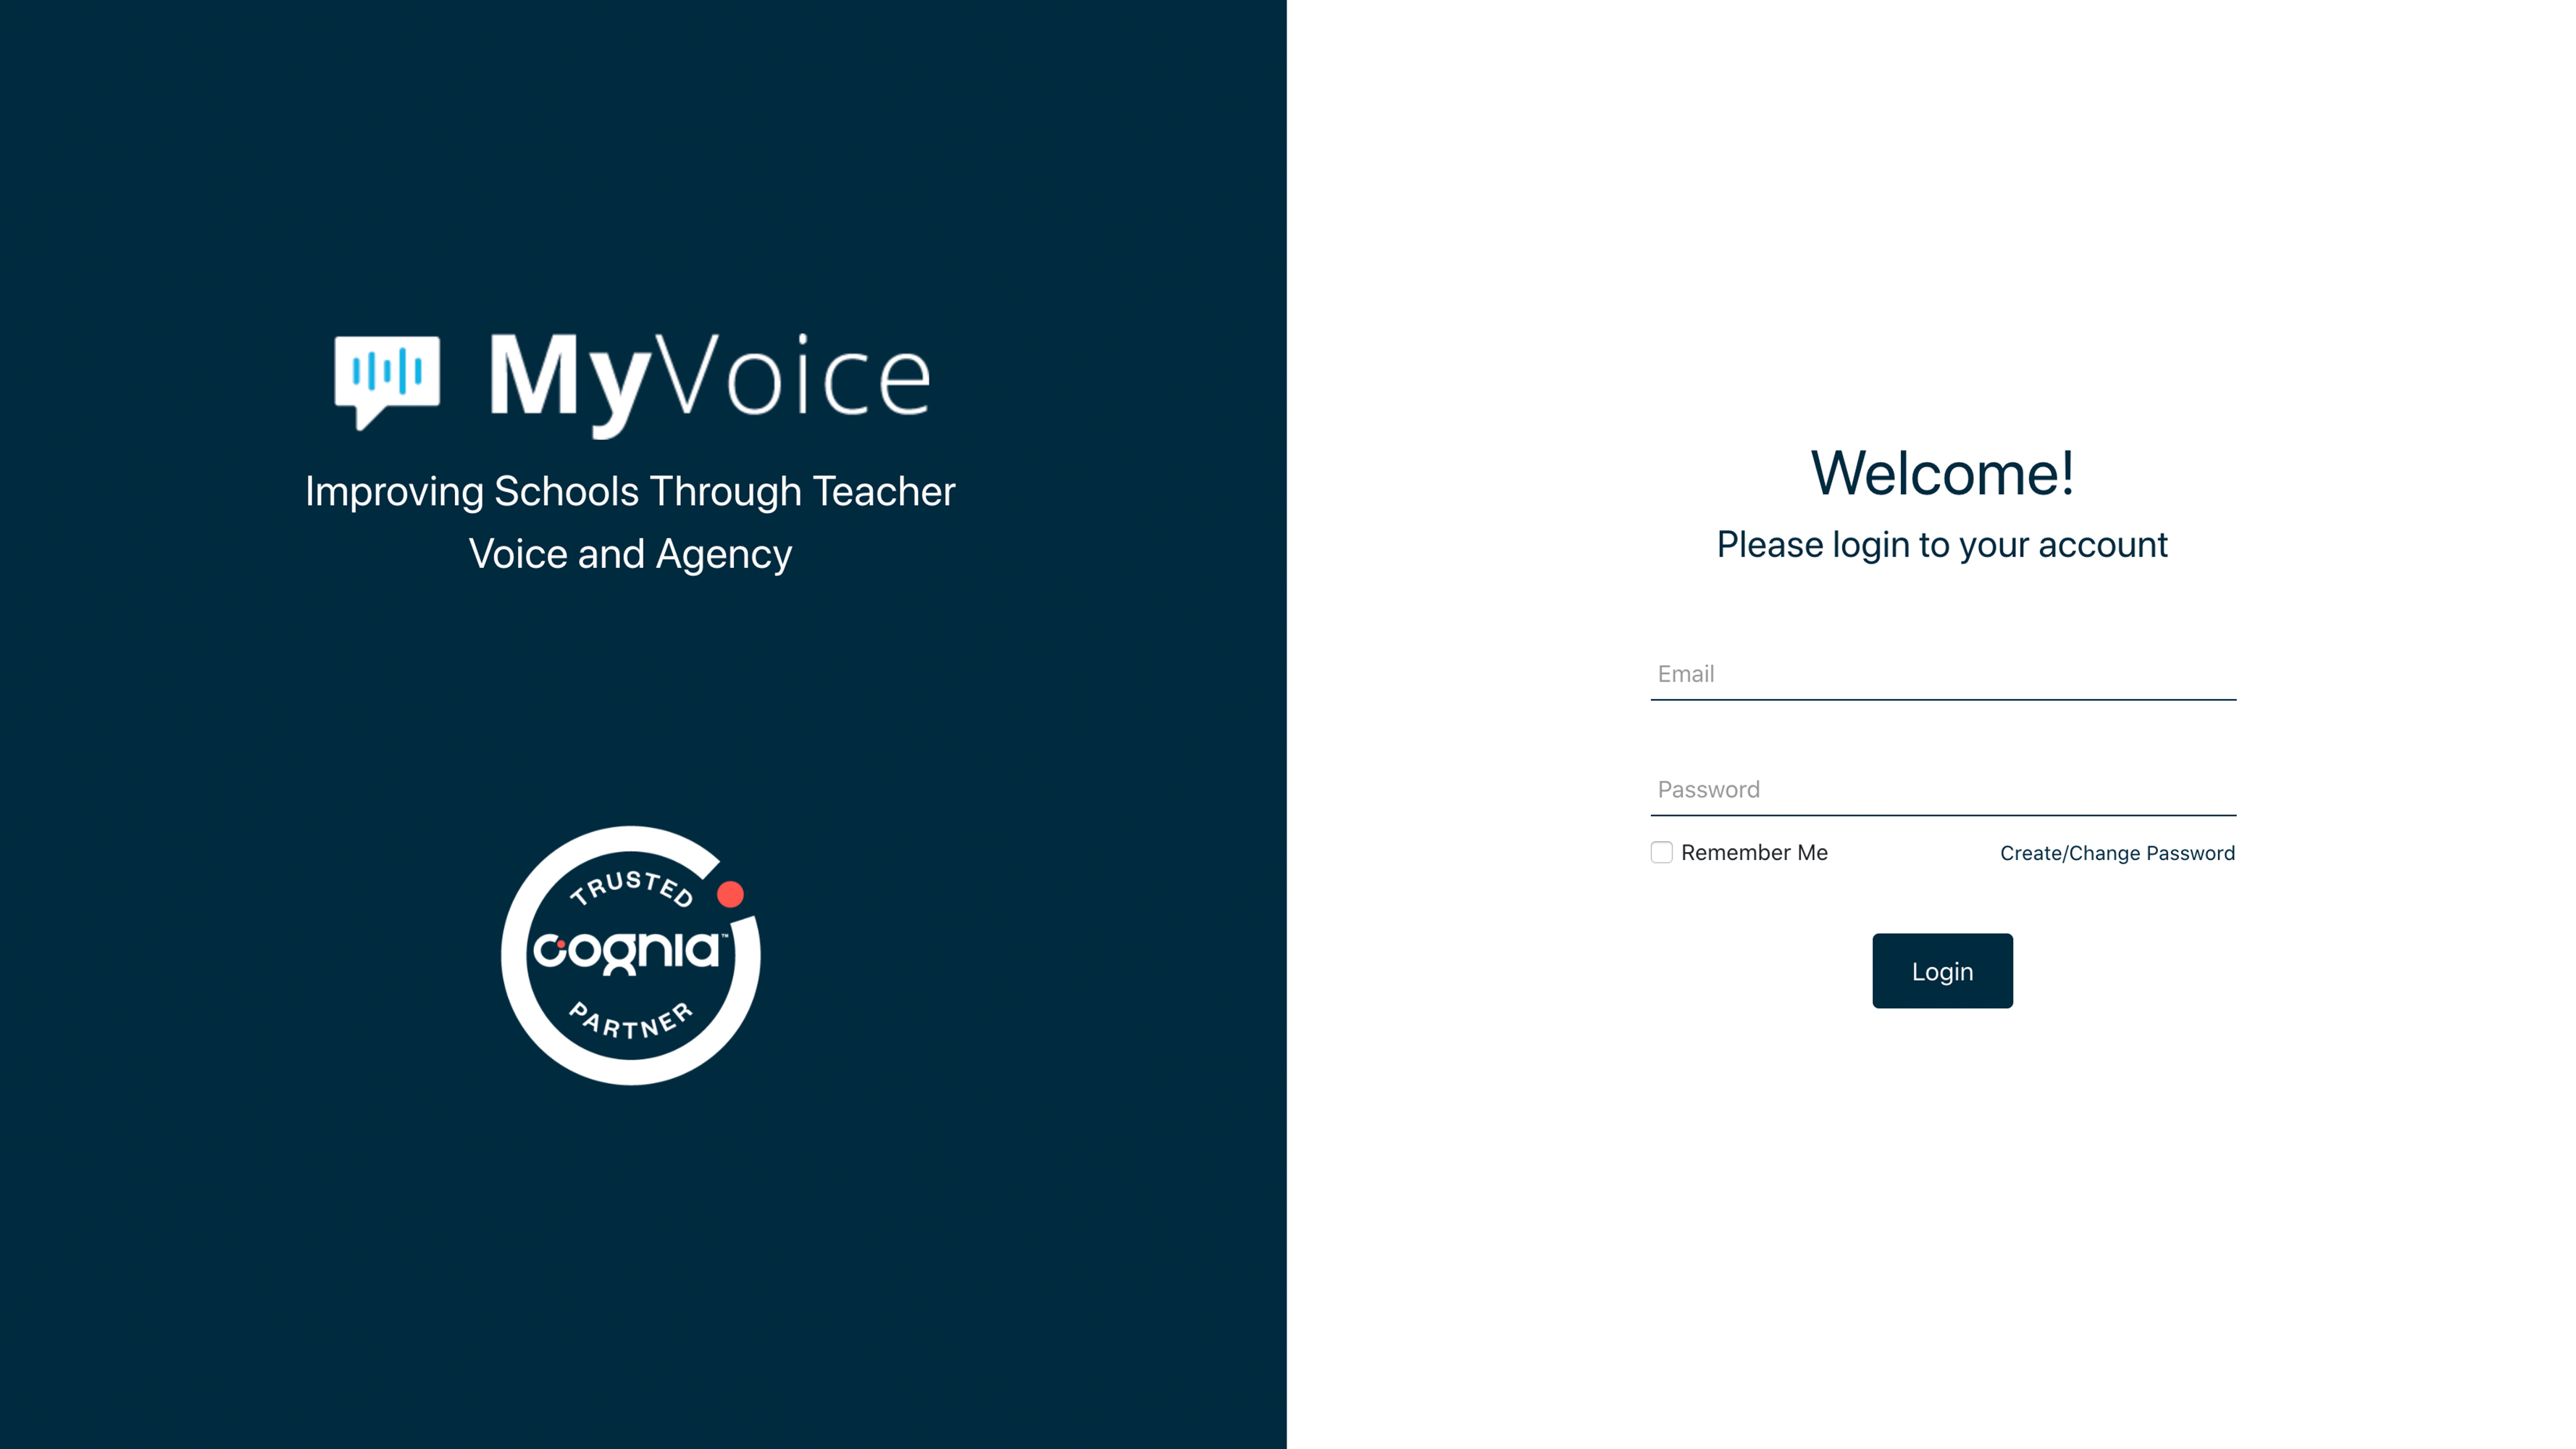 MyVoice
Improving Schools Through Teacher
Voice and Agency
TRUSTED
cognia™
PARTNER
Welcome!
Please login to your account
Email
Password
Remember Me
Create/Change Password
Login